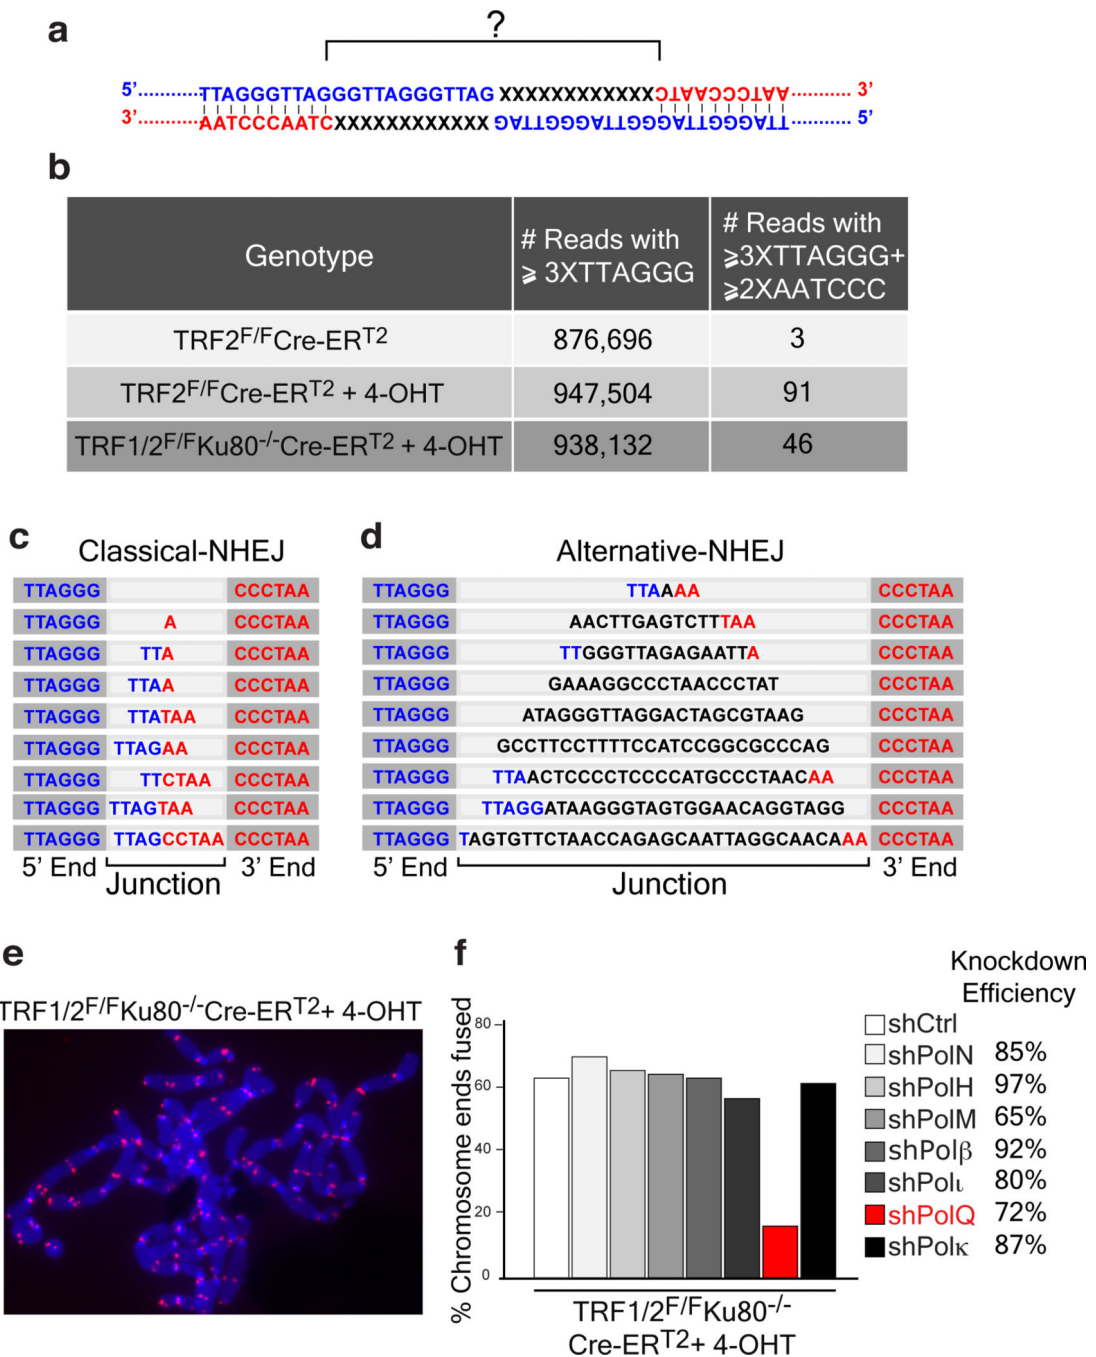 a
?
5’ TTAGGGTTAGGGTTAGGGTTAG XXXXXXXXXXXXCTAACCCTAA 3’
3’ AATCCCAATCXXXXXXXXXXXX GATTGGGATTGGGATTGGGATT 5’
b
Genotype
# Reads with
⩾ 3XTTAGGG
# Reads with
⩾3XTTAGGG+
⩾2XAATCCC
TRF2F/FCre-ERT2 876,696 3
TRF2F/FCre-ERT2 + 4-OHT 947,504 91
TRF1/2F/FKu80-/-Cre-ERT2 + 4-OHT 938,132 46
c
Classical-NHEJ
TTAGGG CCCTAA
TTAGGG A CCCTAA
TTAGGG TTA CCCTAA
TTAGGG TTAA CCCTAA
TTAGGG TTATAA CCCTAA
TTAGGG TTAGAA CCCTAA
TTAGGG TTCTAA CCCTAA
TTAGGG TTAGTAA CCCTAA
TTAGGG TTAGCCTAA CCCTAA
5’ End Junction 3’ End
d
Alternative-NHEJ
TTAGGG TTAAAA CCCTAA
TTAGGG AACTTGAGTCTTTAA CCCTAA
TTAGGG TTGGGTTAGAGAATTA CCCTAA
TTAGGG GAAAGGCCCTAACCCTAT CCCTAA
TTAGGG ATAGGGTTAGGACTAGCGTAAG CCCTAA
TTAGGG GCCTTCCTTTTCCATCCGGCGCCCAG CCCTAA
TTAGGG TTAACTCCCCTCCCCATGCCCTAACAA CCCTAA
TTAGGG TTAGGATAAGGGTAGTGGAACAGGTAGG CCCTAA
TTAGGG TAGTGTTCTAACCAGAGCAATTAGGCAACAAA CCCTAA
5’ End Junction 3’ End
e
TRF1/2F/FKu80-/-Cre-ERT2+ 4-OHT
f
% Chromosome ends fused
80
60
40
20
0
TRF1/2F/FKu80-/-
Cre-ERT2+ 4-OHT
Knockdown
Efficiency
shCtrl
shPolN 85%
shPolH 97%
shPolM 65%
shPolβ 92%
shPolι 80%
shPolQ 72%
shPolκ 87%